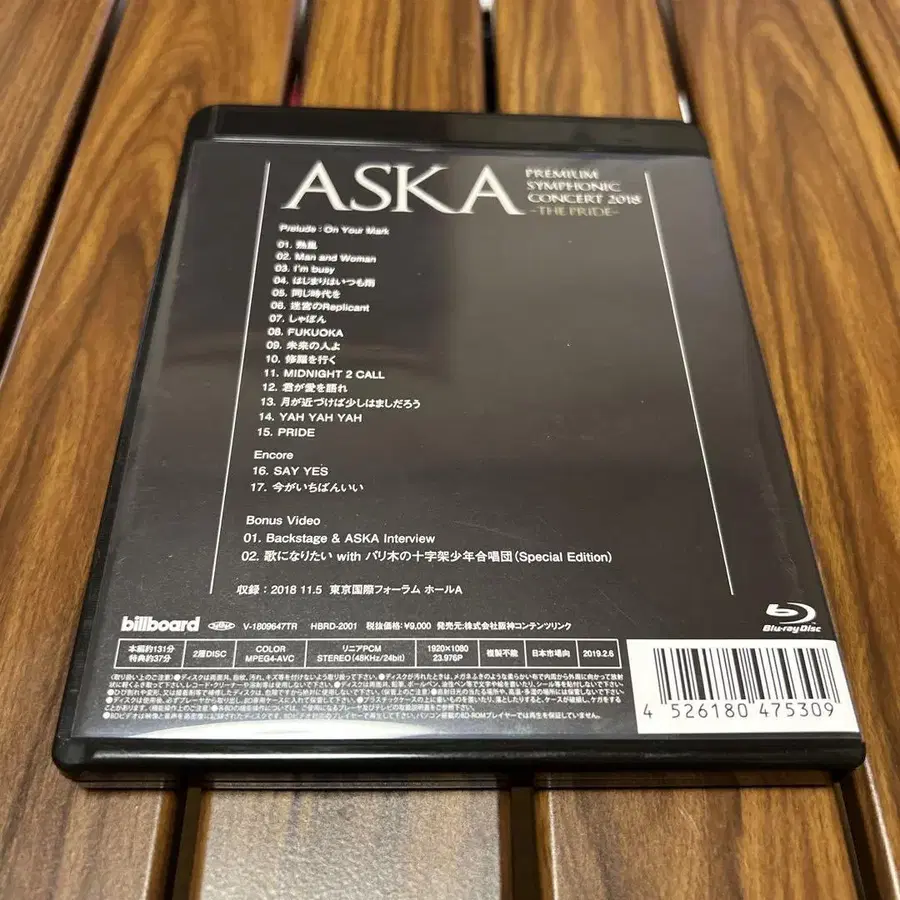 ASKA
PREMIUM
SYMPHONIC
CONCERT 2018
-THE PRIDE-
Prelude : On Your Mark
01. 熱風
02. Man and Woman
03. I'm busy
04. はじまりはいつも雨
05. 同じ時代を
06. 迷宮のReplicant
07. しゃぼん
08. FUKUOKA
09. 未来の人よ
10. 修羅を行く
11. MIDNIGHT 2 CALL
12. 君が愛を語れ
13. 月が近づけば少しはましだろう
14. YAH YAH YAH
15. PRIDE
Encore
16. SAY YES
17. 今がいちばんいい
Bonus Video
01. Backstage & ASKA Interview
02. 歌になりたい with パリ木の十字架少年合唱団(Special Edition)
収録:2018 11.5 東京国際フォーラム ホールA
Blu-ray Disc
billboard V-1809647TR HBRD-2001 税抜価格:¥9,000 発売元:株式会社阪神コンテンツリンク
本編約131分
特典約37分
2層DISC
COLOR
MPEG4-AVC
リニアPCM
STEREO(48KHz/24bit)
1920×1080
23.976P
複製不能
日本市場向
2019.2.6
4 526180 475309